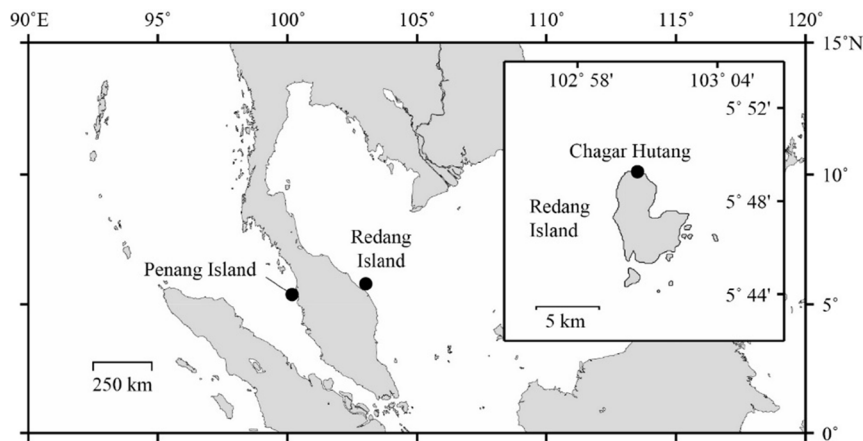 90˚E 95˚ 100˚ 105˚ 110˚ 115˚ 120˚
15˚N
102˚ 58' 103˚ 04'
5˚ 52'
Chagar Hutang
10˚
5˚ 48'
Redang
Island
Redang
Island
Penang Island
5˚ 44'
5˚
5 km
250 km
0˚